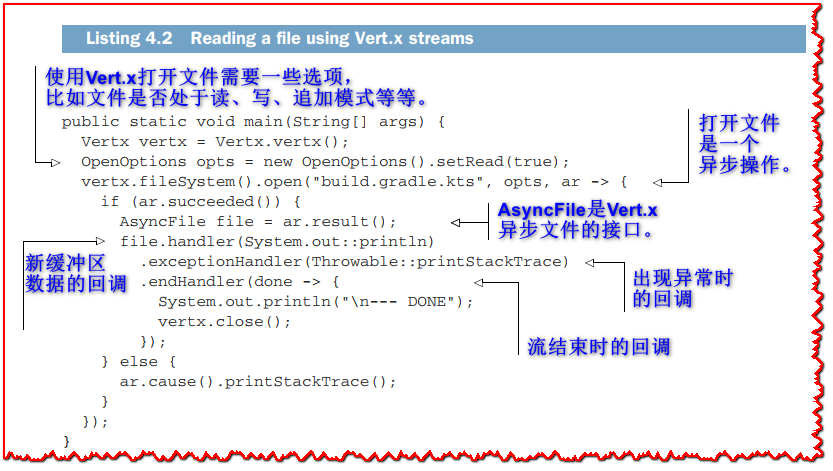 Listing 4.2 Reading a file using Vert.x streams
使用Vert.x打开文件需要一些选项，
比如文件是否处于读、写、追加模式等等。
public static void main(String[] args) {
Vertx vertx = Vertx.vertx();
OpenOptions opts = new OpenOptions().setRead(true);
vertx.fileSystem().open("build.gradle.kts", opts, ar -> {
打开文件
是一个
异步操作。
if (ar.succeeded()) {
AsyncFile file = ar.result();
AsyncFile是Vert.x
异步文件的接口。
file.handler(System.out::println)
新缓冲区
数据的回调
.exceptionHandler(Throwable::printStackTrace)
出现异常时
的回调
.endHandler(done -> {
System.out.println("\n--- DONE");
vertx.close();
流结束时的回调
});
} else {
ar.cause().printStackTrace();
}
});
}